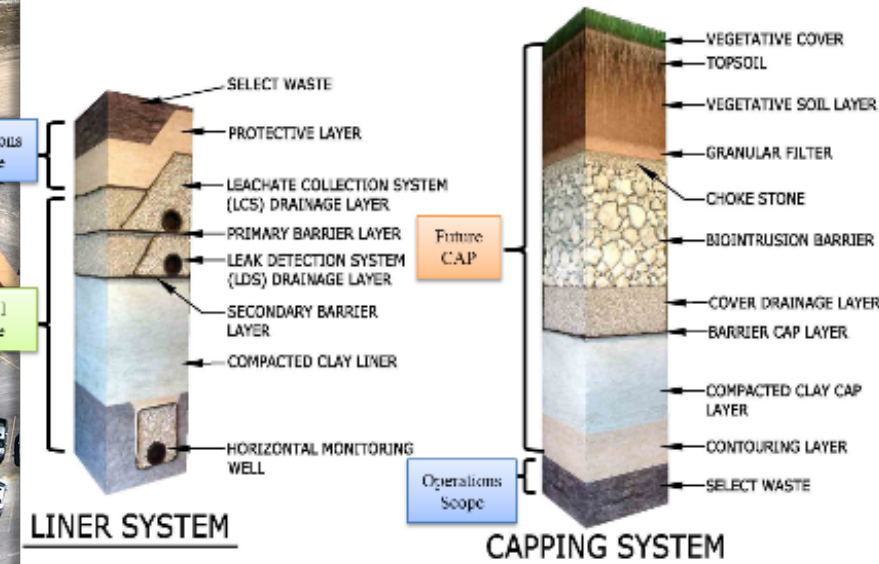 SELECT WASTE
PROTECTIVE LAYER
LEACHATE COLLECTION SYSTEM
(LCS) DRAINAGE LAYER
PRIMARY BARRIER LAYER
LEAK DETECTION SYSTEM
(LDS) DRAINAGE LAYER
SECONDARY BARRIER
LAYER
COMPACTED CLAY LINER
HORIZONTAL MONITORING
WELL
LINER SYSTEM
Future
CAP
Operations
Scope
VEGETATIVE COVER
TOPSOIL
VEGETATIVE SOIL LAYER
GRANULAR FILTER
CHOKE STONE
BIOINTRUSION BARRIER
COVER DRAINAGE LAYER
BARRIER CAP LAYER
COMPACTED CLAY CAP
LAYER
CONTOURING LAYER
SELECT WASTE
CAPPING SYSTEM